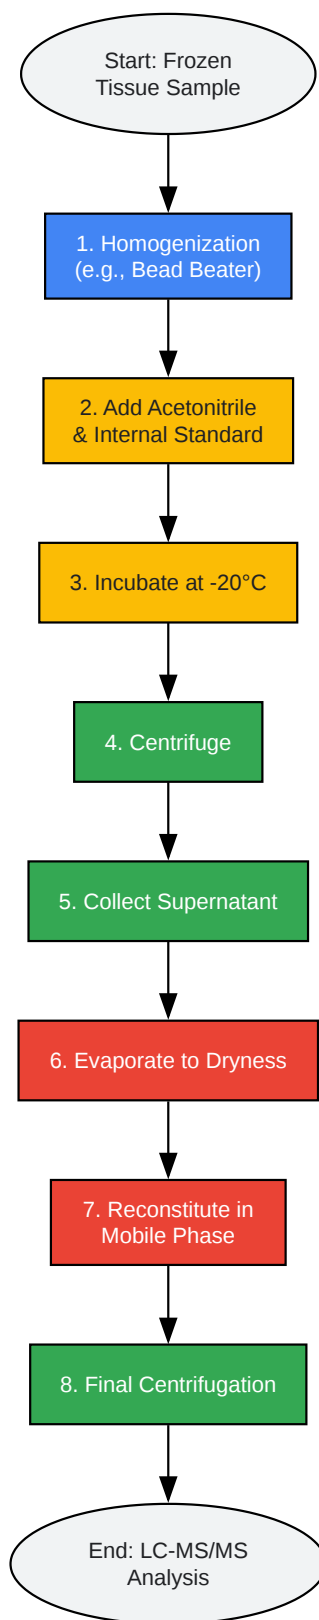 Start: Frozen
Tissue Sample
1. Homogenization
(e.g., Bead Beater)
2. Add Acetonitrile
& Internal Standard
3. Incubate at -20°C
4. Centrifuge
5. Collect Supernatant
6. Evaporate to Dryness
7. Reconstitute in
Mobile Phase
8. Final Centrifugation
End: LC-MS/MS
Analysis